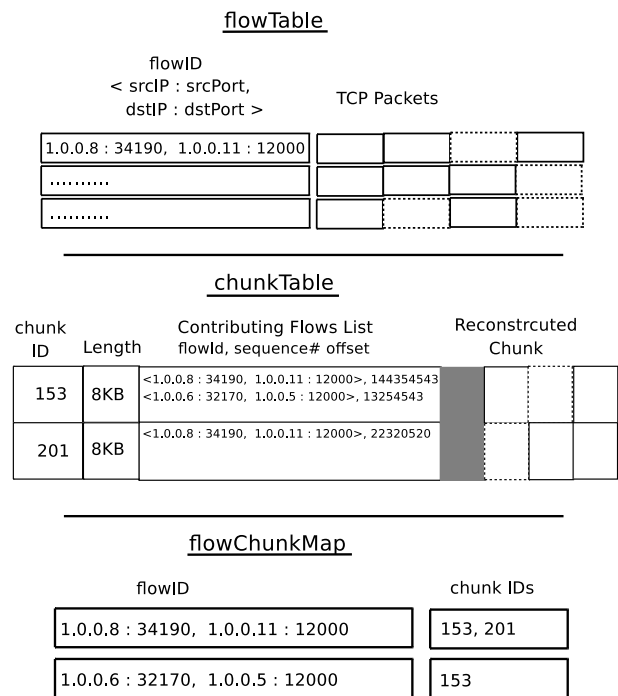 flowTable
flowID
< srcIP : srcPort,
dstIP : dstPort >
TCP Packets
1.0.0.8 : 34190, 1.0.0.11 : 12000
..........
..........
chunkTable
chunk
ID
Length
Contributing Flows List
flowId, sequence# offset
Reconstrcuted
Chunk
153
8KB
<1.0.0.8 : 34190, 1.0.0.11 : 12000>, 144354543
<1.0.0.6 : 32170, 1.0.0.5 : 12000>, 13254543
201
8KB
<1.0.0.8 : 34190, 1.0.0.11 : 12000>, 22320520
flowChunkMap
flowID
chunk IDs
1.0.0.8 : 34190, 1.0.0.11 : 12000
153, 201
1.0.0.6 : 32170, 1.0.0.5 : 12000
153